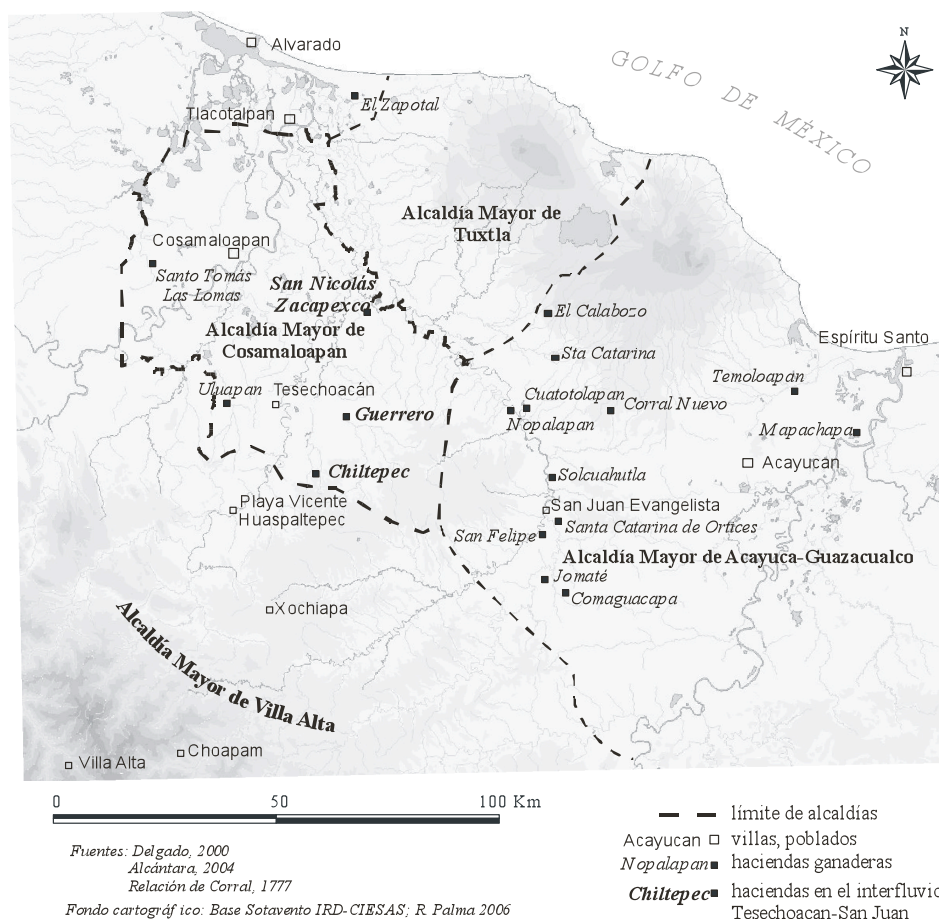 N
GOLFO DE MÉXICO
Alvarado
El Zapotal
Tlacotalpan
Alcaldía Mayor de
Tuxtla
Cosamaloapan
Santo Tomás
Las Lomas
San Nicolás
Zacapexco
Alcaldía Mayor de
Cosamaloapan
El Calabozo
Espíritu Santo
Sta Catarina
Temoloapan
Uluapan
Tesechoacán
Guerrero
Cuatotolapan
Nopalapan
Corral Nuevo
Mapachapa
Acayucan
Chiltepec
Solcuahutla
Playa Vicente
Huaspaltepec
San Juan Evangelista
Santa Catarina de Ortices
San Felipe
Alcaldía Mayor de Acayuca-Guazacualco
Jomaté
Comaguacapa
Xochiapa
Alcaldía Mayor de Villa Alta
Choapam
Villa Alta
0 50 100 Km
Fuentes: Delgado, 2000
Alcántara, 2004
Relación de Corral, 1777
Fondo cartográf ico: Base Sotavento IRD-CIESAS; R. Palma 2006
límite de alcaldías
Acayucan villas, poblados
Nopalapan haciendas ganaderas
Chiltepec haciendas en el interfluvio
Tesechoacan-San Juan